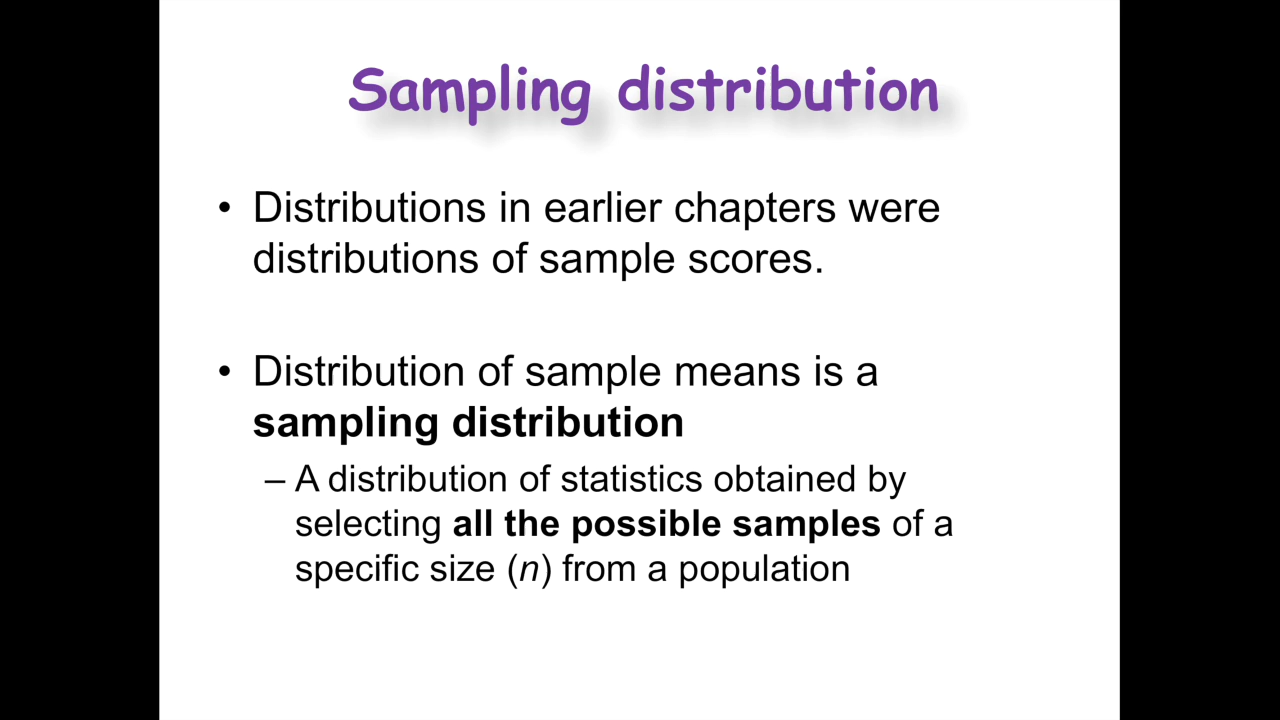 Sampling distribution
• Distributions in earlier chapters were
distributions of sample scores.
• Distribution of sample means is a
sampling distribution
– A distribution of statistics obtained by
selecting all the possible samples of a
specific size (n) from a population